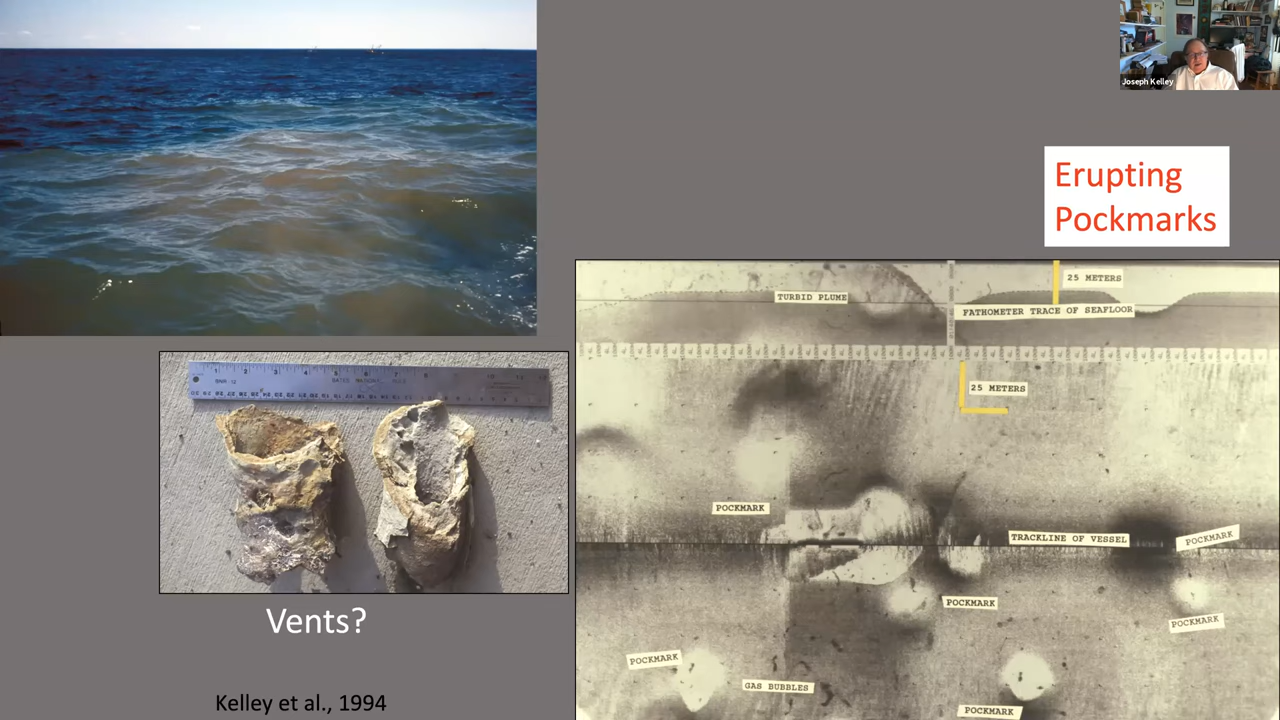 Joseph Kelley
Erupting
Pockmarks
25 METERS
TURBID PLUME
FATHOMETER TRACE OF SEAFLOOR
25 METERS
POCKMARK
TRACKLINE OF VESSEL
POCKMARK
POCKMARK
POCKMARK
POCKMARK
GAS BUBBLES
POCKMARK
Vents?
Kelley et al., 1994